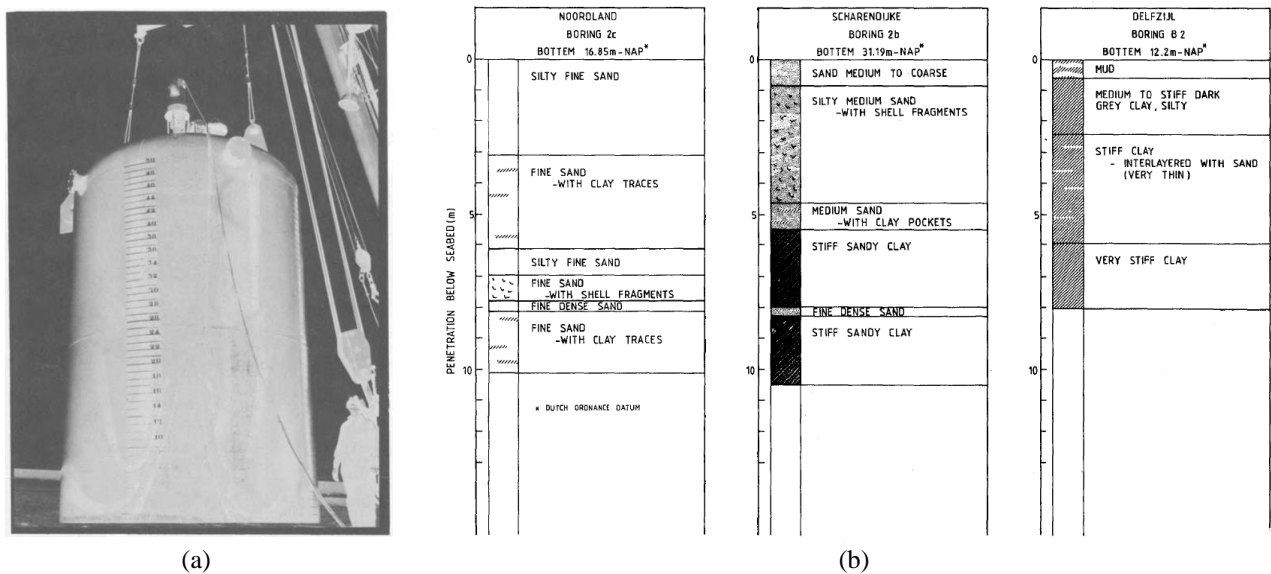 NOORDLAND
BORING 2c
BOTTEM 16.85m-NAP*
0
SILTY FINE SAND
FINE SAND
-WITH CLAY TRACES
5
SILTY FINE SAND
FINE SAND
-WITH SHELL FRAGMENTS
FINE DENSE SAND
FINE SAND
-WITH CLAY TRACES
10
* DUTCH ORDNANCE DATUM
PENETRATION BELOW SEABED (m)
SCHARENDIJKE
BORING 2b
BOTTEM 31.19m-NAP*
0
SAND MEDIUM TO COARSE
SILTY MEDIUM SAND
-WITH SHELL FRAGMENTS
5
MEDIUM SAND
-WITH CLAY POCKETS
STIFF SANDY CLAY
FINE DENSE SAND
STIFF SANDY CLAY
10
DELFZIJL
BORING B 2
BOTTEM 12.2m-NAP*
0
MUD
MEDIUM TO STIFF DARK
GREY CLAY, SILTY
STIFF CLAY
- INTERLAYERED WITH SAND
(VERY THIN)
5
VERY STIFF CLAY
10
(a)
(b)